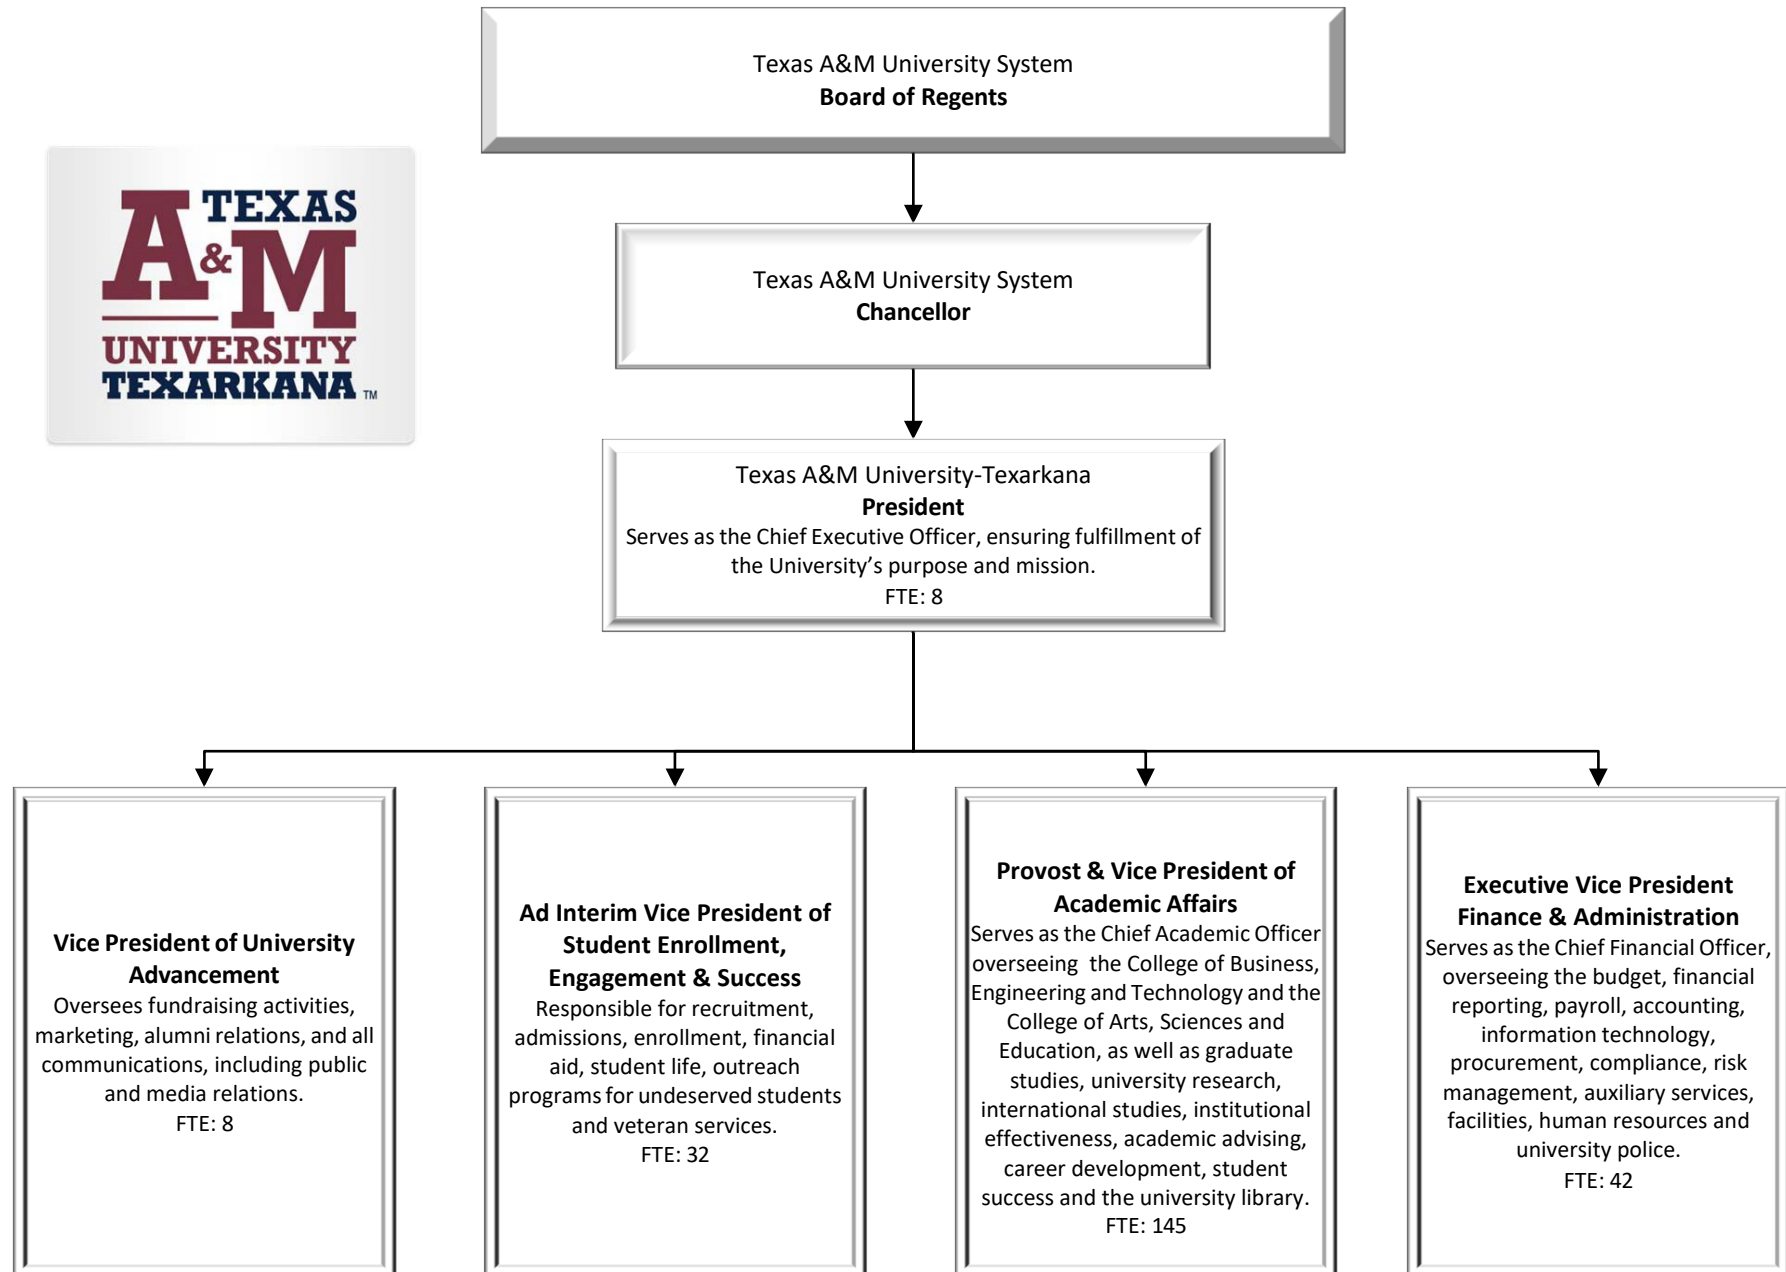 Texas A&M University System
Board of Regents
TEXAS
A&M
UNIVERSITY
TEXARKANA TM
Texas A&M University System
Chancellor
Texas A&M University-Texarkana
President
Serves as the Chief Executive Officer, ensuring fulfillment of
the University’s purpose and mission.
FTE: 8
Vice President of University
Advancement
Oversees fundraising activities,
marketing, alumni relations, and all
communications, including public
and media relations.
FTE: 8
Ad Interim Vice President of
Student Enrollment,
Engagement & Success
Responsible for recruitment,
admissions, enrollment, financial
aid, student life, outreach
programs for undeserved students
and veteran services.
FTE: 32
Provost & Vice President of
Academic Affairs
Serves as the Chief Academic Officer
overseeing the College of Business,
Engineering and Technology and the
College of Arts, Sciences and
Education, as well as graduate
studies, university research,
international studies, institutional
effectiveness, academic advising,
career development, student
success and the university library.
FTE: 145
Executive Vice President
Finance & Administration
Serves as the Chief Financial Officer,
overseeing the budget, financial
reporting, payroll, accounting,
information technology,
procurement, compliance, risk
management, auxiliary services,
facilities, human resources and
university police.
FTE: 42